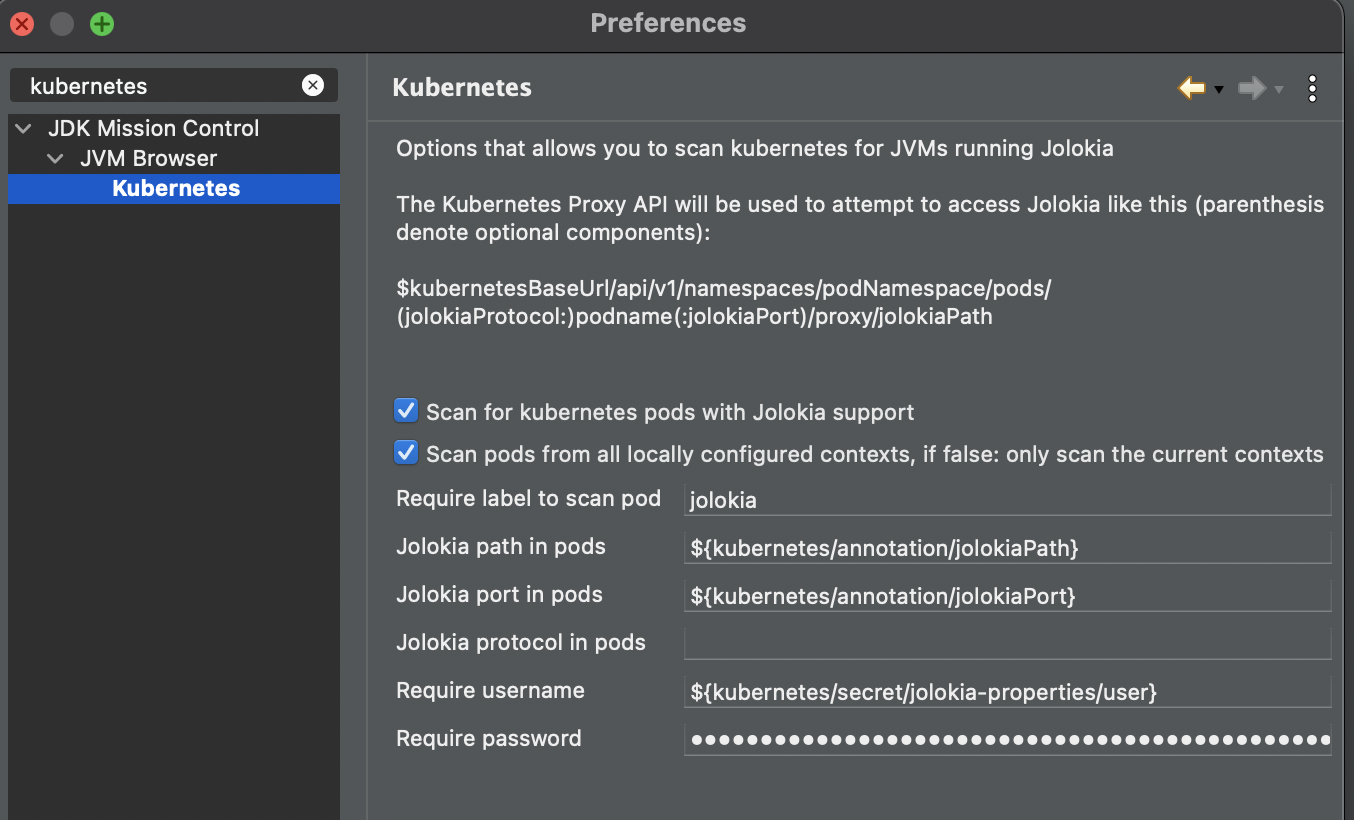 Preferences
kubernetes
JDK Mission Control
JVM Browser
Kubernetes
Kubernetes
Options that allows you to scan kubernetes for JVMs running Jolokia
The Kubernetes Proxy API will be used to attempt to access Jolokia like this (parenthesis
denote optional components):
$kubernetesBaseUrl/api/v1/namespaces/podNamespace/pods/
(jolokiaProtocol:)podname(:jolokiaPort)/proxy/jolokiaPath
Scan for kubernetes pods with Jolokia support
Scan pods from all locally configured contexts, if false: only scan the current contexts
Require label to scan pod jolokia
Jolokia path in pods ${kubernetes/annotation/jolokiaPath}
Jolokia port in pods ${kubernetes/annotation/jolokiaPort}
Jolokia protocol in pods
Require username ${kubernetes/secret/jolokia-properties/user}
Require password